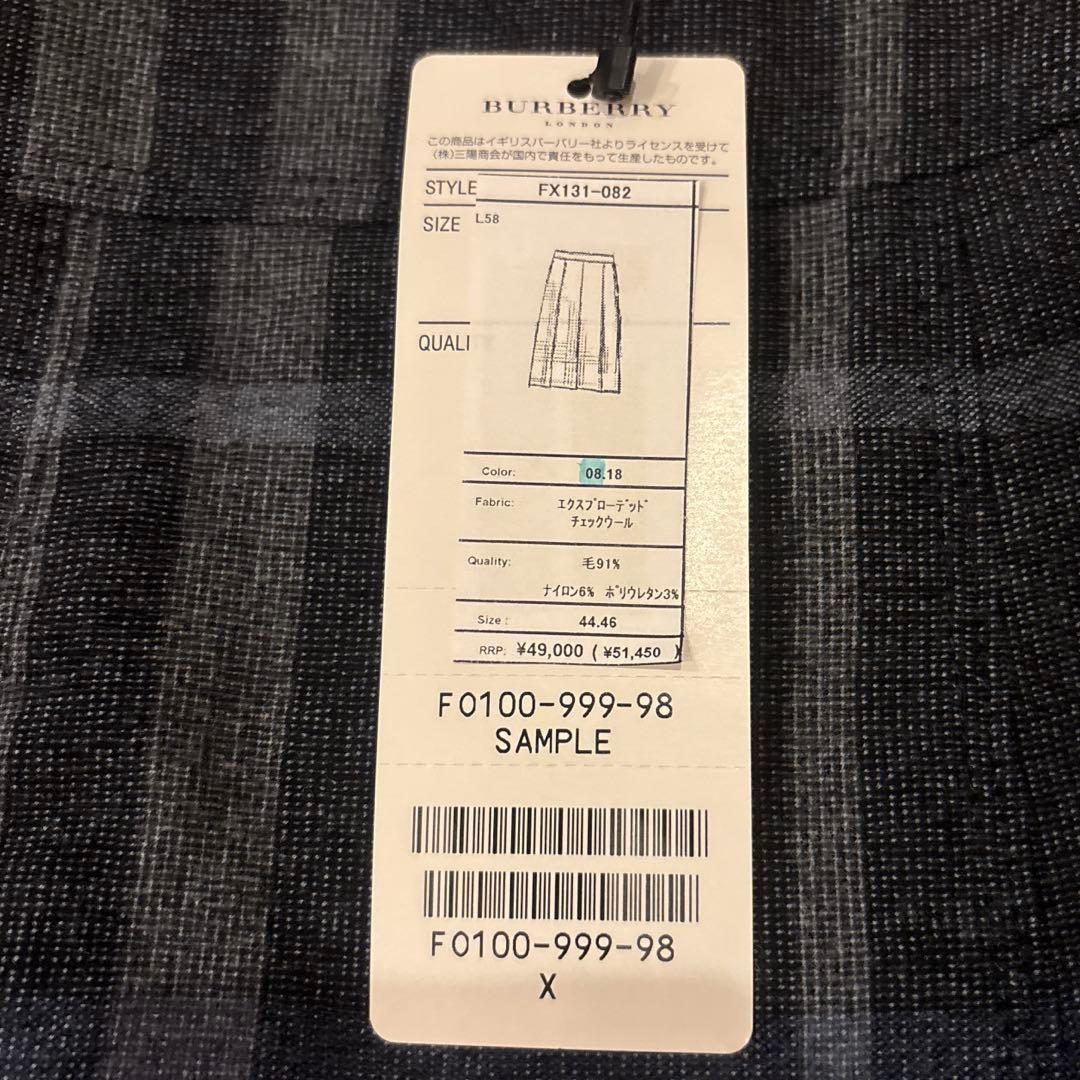 BURBERRY
LONDON
この商品はイギリスバーバリー社よりライセンスを受けて
(株)三陽商会が国内で責任をもって生産したものです。
STYLE FX131-082
SIZE L58
QUALI
Color: 08.18
Fabric: エクスプローデッド
チェックウール
Quality: 毛91%
ナイロン6% ポリウレタン3%
Size : 44.46
RRP: ¥49,000 ( ¥51,450 )
F0100-999-98
SAMPLE
F0100-999-98
X